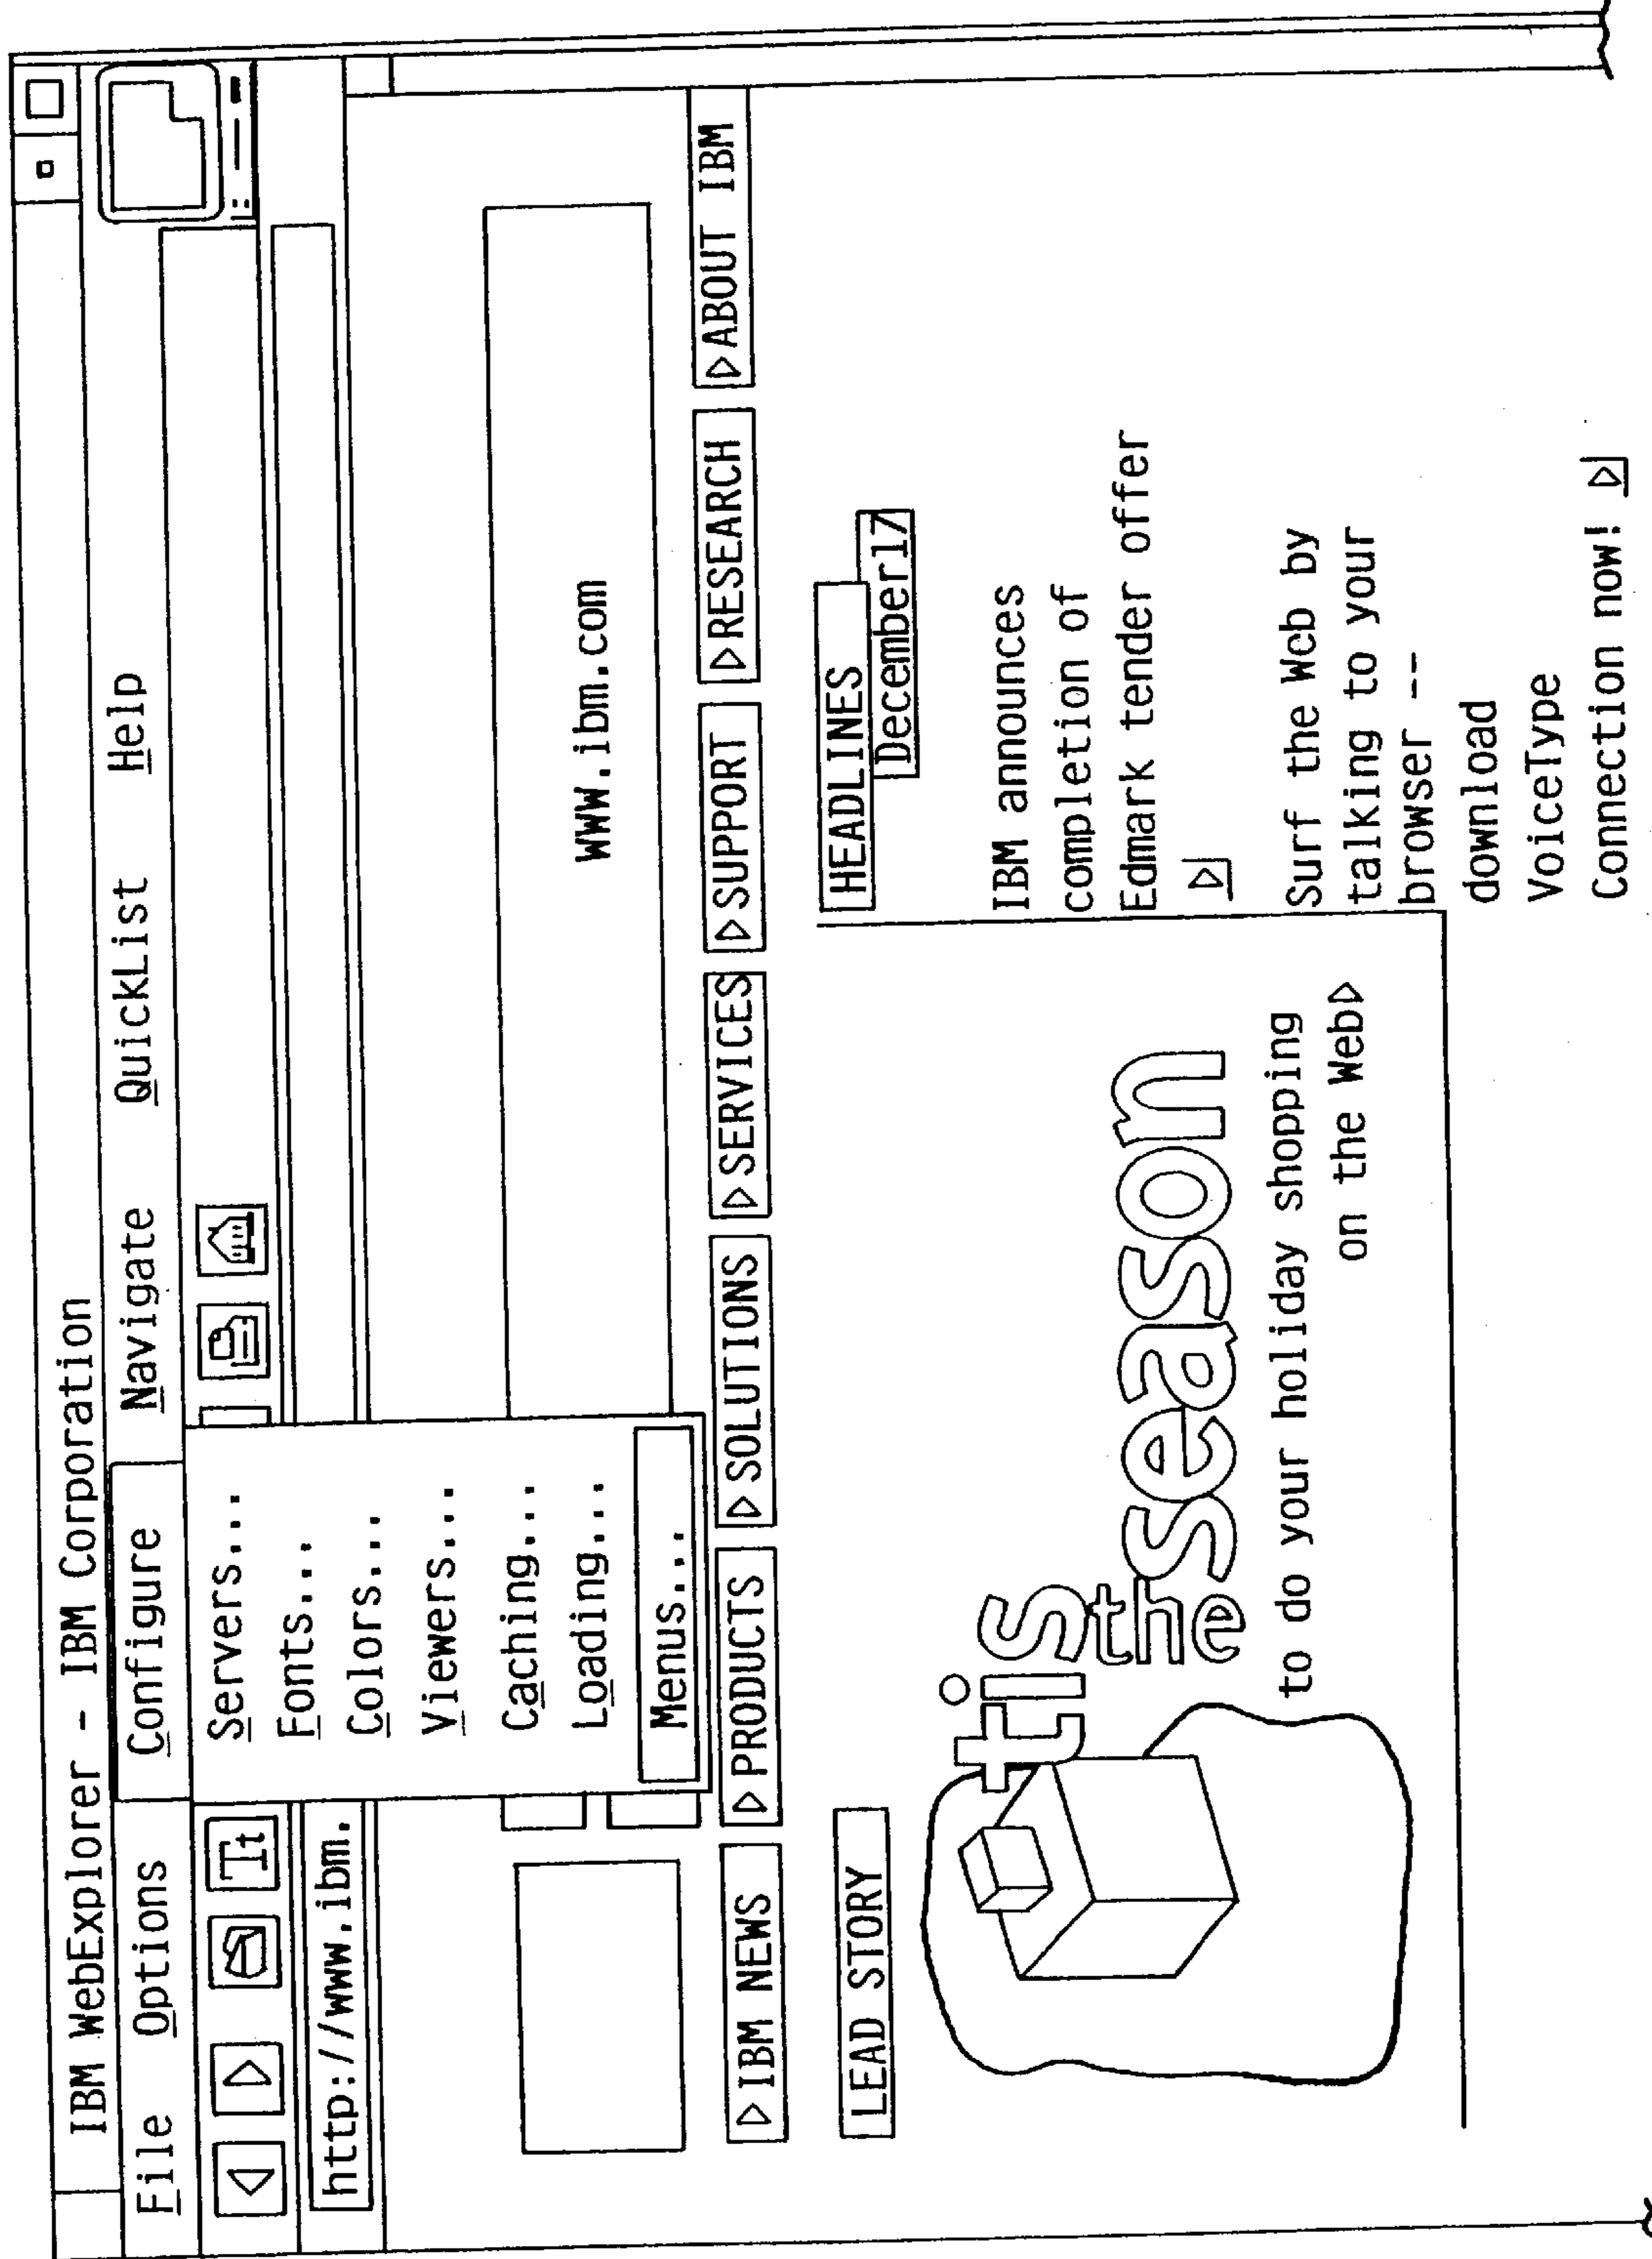 IBM WebExplorer - IBM Corporation
File Options Configure Navigate QuickList Help
Tt
http://www.ibm.
Servers...
Fonts...
Colors...
Viewers...
Caching...
Loading...
Menus...
WWW.ibm.com
▷IBM NEWS ▷PRODUCTS ▷SOLUTIONS ▷SERVICES ▷SUPPORT ▷RESEARCH ▷ABOUT IBM
LEAD STORY
tis
the
season
to do your holiday shopping
on the Web▷
HEADLINES
December17
IBM announces
completion of
Edmark tender offer
▷
Surf the Web by
talking to your
browser --
download
VoiceType
Connection now! ▷